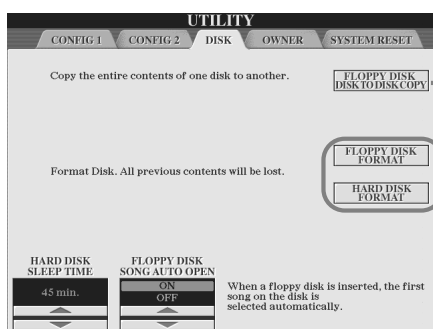 UTILITY
CONFIG 1 CONFIG 2 DISK OWNER SYSTEM RESET
Copy the entire contents of one disk to another.
FLOPPY DISK
DISK TO DISK COPY
Format Disk. All previous contents will be lost.
FLOPPY DISK
FORMAT
HARD DISK
FORMAT
HARD DISK
SLEEP TIME
45 min.
FLOPPY DISK
SONG AUTO OPEN
ON
OFF
When a floppy disk is inserted, the first
song on the disk is
selected automatically.